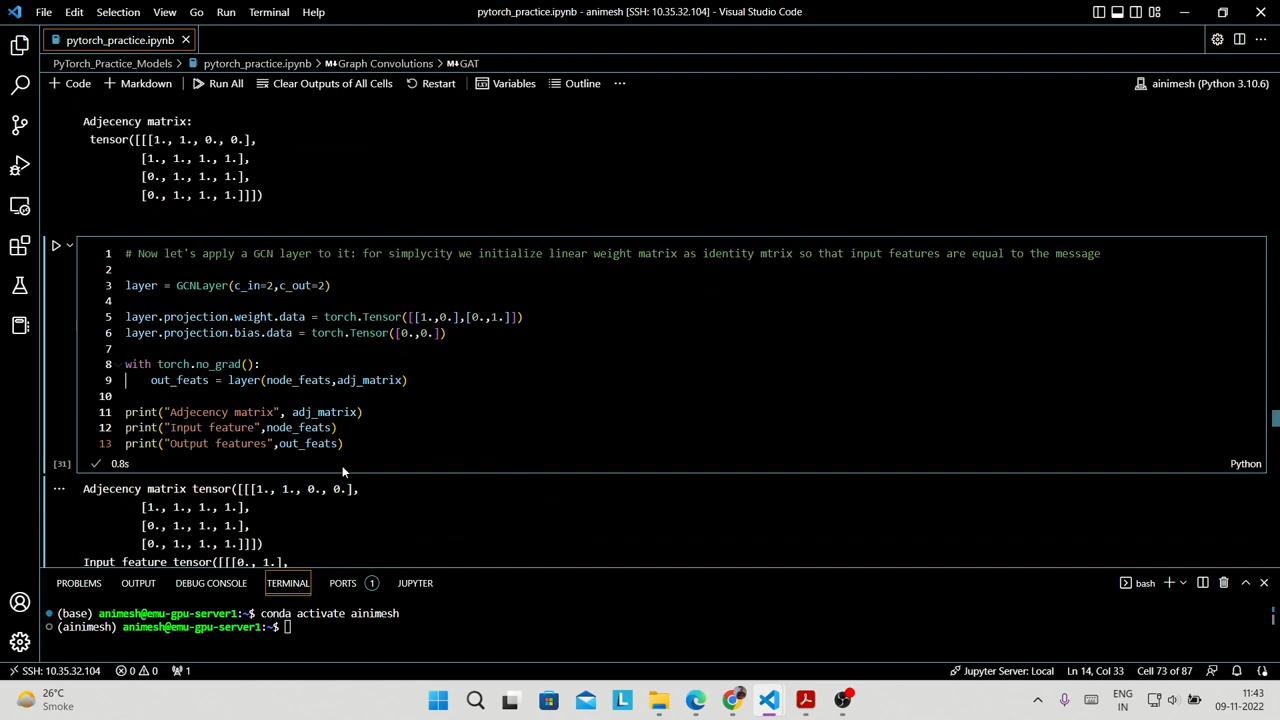 File Edit Selection View Go Run Terminal Help
pytorch_practice.ipynb - animesh [SSH: 10.35.32.104] - Visual Studio Code
pytorch_practice.ipynb
PyTorch_Practice_Models > pytorch_practice.ipynb > Graph Convolutions > GAT
+ Code + Markdown Run All Clear Outputs of All Cells Restart Variables Outline ... ainimesh (Python 3.10.6)
Adjecency matrix:
tensor([[[1., 1., 0., 0.],
[1., 1., 1., 1.],
[0., 1., 1., 1.],
[0., 1., 1., 1.]]])
1 # Now let's apply a GCN layer to it: for simplycity we initialize linear weight matrix as identity mtrix so that input features are equal to the message
2
3 layer = GCNLayer(c_in=2,c_out=2)
4
5 layer.projection.weight.data = torch.Tensor([[1.,0.],[0.,1.]])
6 layer.projection.bias.data = torch.Tensor([0.,0.])
7
8 with torch.no_grad():
9 out_feats = layer(node_feats,adj_matrix)
10
11 print("Adjecency matrix", adj_matrix)
12 print("Input feature",node_feats)
13 print("Output features",out_feats)
[31] 0.8s Python
... Adjecency matrix tensor([[[1., 1., 0., 0.],
[1., 1., 1., 1.],
[0., 1., 1., 1.],
[0., 1., 1., 1.]]])
Input feature tensor([[[0., 1.],
PROBLEMS OUTPUT DEBUG CONSOLE TERMINAL PORTS 1 JUPYTER bash
(base) animesh@emu-gpu-server1:~$ conda activate ainimesh
(ainimesh) animesh@emu-gpu-server1:~$
SSH: 10.35.32.104 0 0 1 Jupyter Server: Local Ln 14, Col 33 Cell 73 of 87
26°C
Smoke
ENG
IN
11:43
09-11-2022